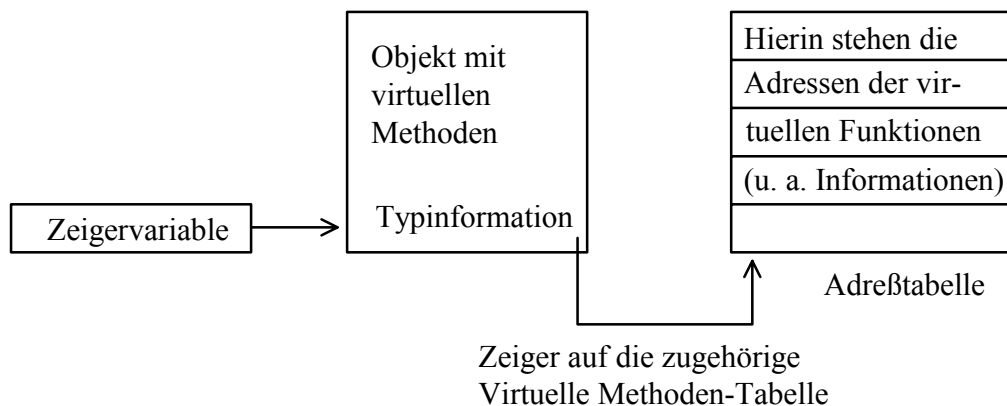 Zeigervariable
Objekt mit
virtuellen
Methoden
Typinformation
Hierin stehen die
Adressen der vir-
tuellen Funktionen
(u. a. Informationen)
Adreßtabelle
Zeiger auf die zugehörige
Virtuelle Methoden-Tabelle